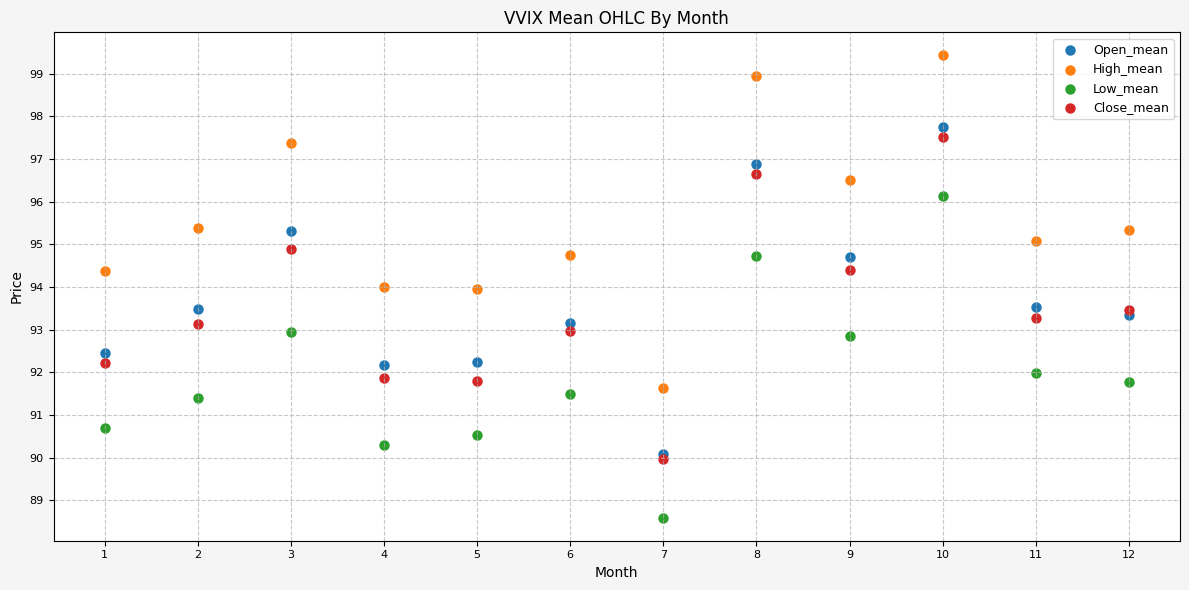 VVIX Mean OHLC By Month
Price
99
98
97
96
95
94
93
92
91
90
89
Open_mean
High_mean
Low_mean
Close_mean
1 2 3 4 5 6 7 8 9 10 11 12
Month